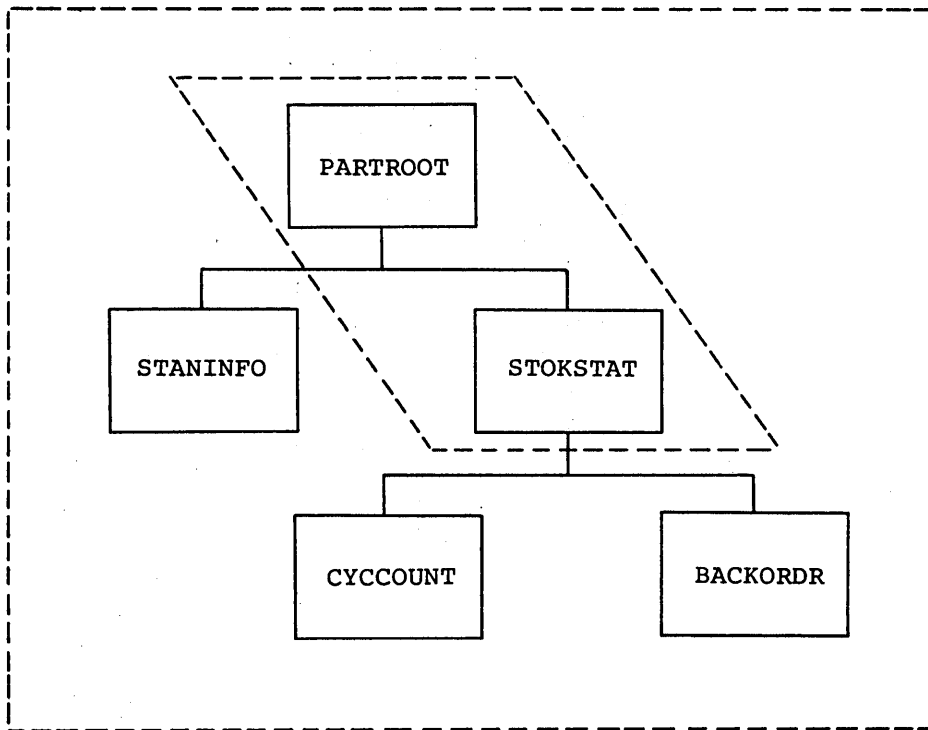 PARTROOT
STANINFO
STOKSTAT
CYCCOUNT
BACKORDR